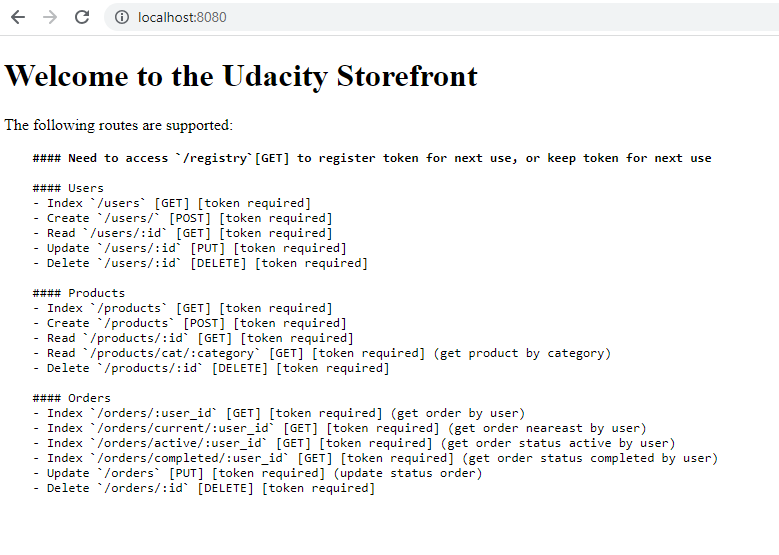 localhost:8080
Welcome to the Udacity Storefront
The following routes are supported:
#### Need to access `/registry`[GET] to register token for next use, or keep token for next use
#### Users
- Index `/users` [GET] [token required]
- Create `/users/` [POST] [token required]
- Read `/users/:id` [GET] [token required]
- Update `/users/:id` [PUT] [token required]
- Delete `/users/:id` [DELETE] [token required]
#### Products
- Index `/products` [GET] [token required]
- Create `/products` [POST] [token required]
- Read `/products/:id` [GET] [token required]
- Read `/products/cat/:category` [GET] [token required] (get product by category)
- Delete `/products/:id` [DELETE] [token required]
#### Orders
- Index `/orders/:user_id` [GET] [token required] (get order by user)
- Index `/orders/current/:user_id` [GET] [token required] (get order neareast by user)
- Index `/orders/active/:user_id` [GET] [token required] (get order status active by user)
- Index `/orders/completed/:user_id` [GET] [token required] (get order status completed by user)
- Update `/orders` [PUT] [token required] (update status order)
- Delete `/orders/:id` [DELETE] [token required]